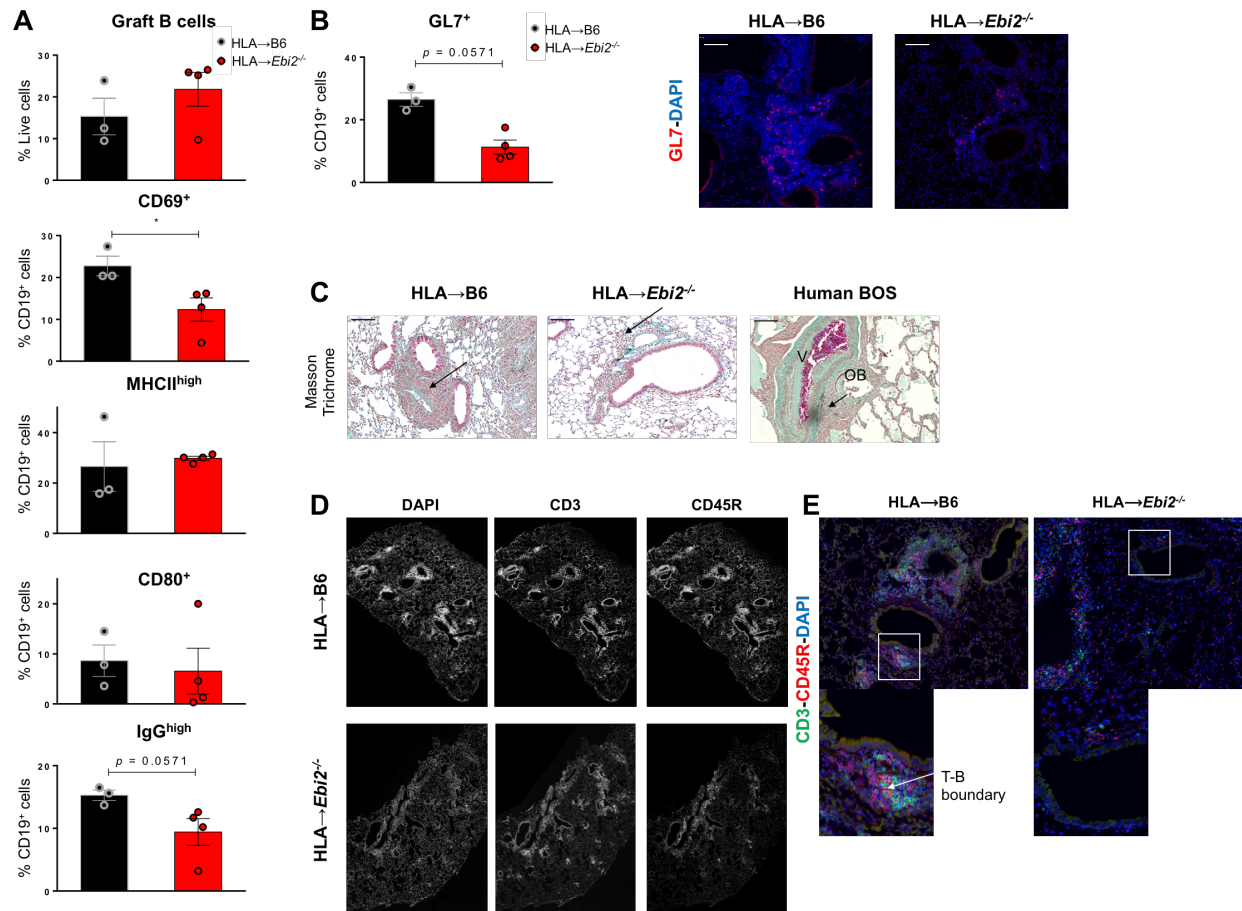 A
Graft B cells
HLA→B6
HLA→Ebi2-/-
% Live cells
30
20
10
0
CD69+
*
% CD19+ cells
30
20
10
0
MHCIIhigh
% CD19+ cells
40
20
0
CD80+
% CD19+ cells
20
10
0
IgGhigh
p = 0.0571
% CD19+ cells
20
10
0
B
GL7+
HLA→B6
HLA→Ebi2-/-
p = 0.0571
% CD19+ cells
40
20
0
HLA→B6
HLA→Ebi2-/-
GL7-DAPI
C
HLA→B6
HLA→Ebi2-/-
Human BOS
Masson
Trichrome
V
OB
D
DAPI
CD3
CD45R
HLA→B6
HLA→Ebi2-/-
E
HLA→B6
HLA→Ebi2-/-
CD3-CD45R-DAPI
T-B
boundary